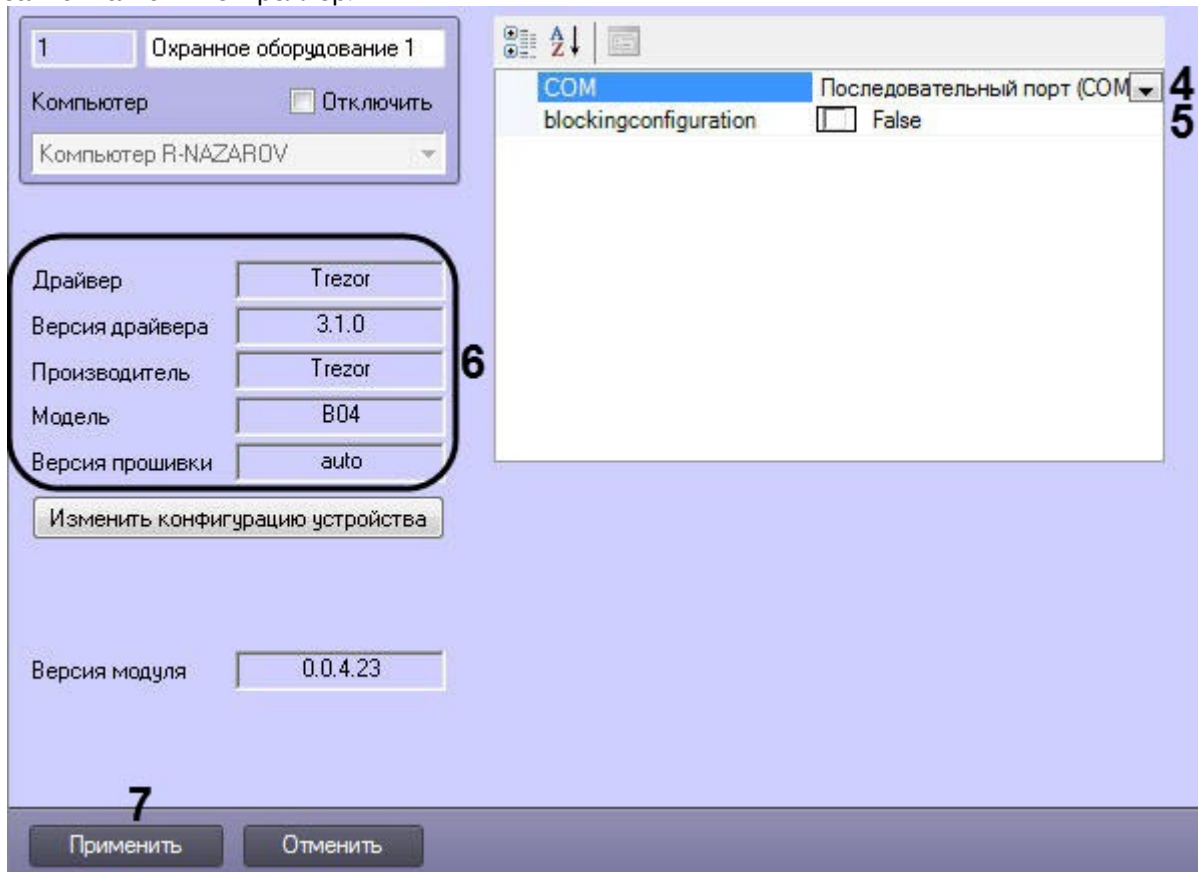 1 Охранное оборудование 1
Компьютер Отключить
Компьютер R-NAZAROV
COM Последовательный порт (COM 4
blockingconfiguration False 5
Драйвер Trezor
Версия драйвера 3.1.0
Производитель Trezor 6
Модель B04
Версия прошивки auto
Изменить конфигурацию устройства
Версия модуля 0.0.4.23
7
Применить Отменить